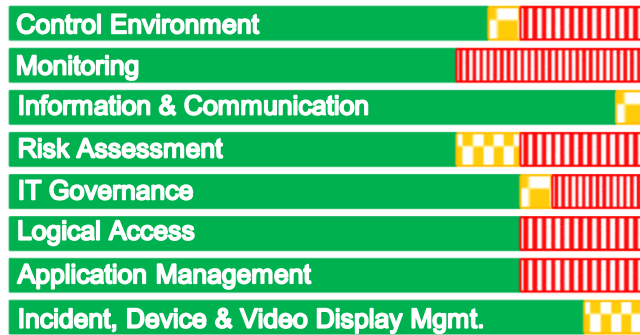 Control Environment
Monitoring
Information & Communication
Risk Assessment
IT Governance
Logical Access
Application Management
Incident, Device & Video Display Mgmt.